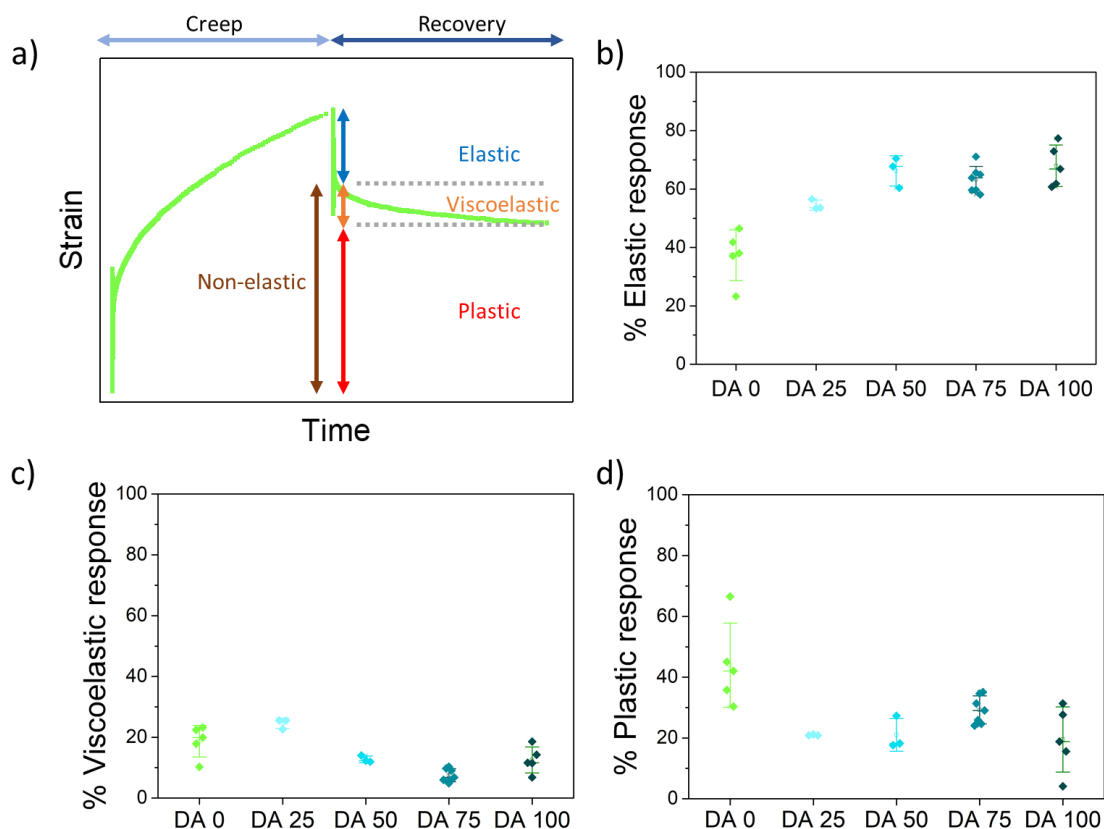 Creep
Recovery
a)
Elastic
Viscoelastic
Non-elastic
Plastic
Strain
Time
b)
% Elastic response
100
80
60
40
20
0
DA 0 DA 25 DA 50 DA 75 DA 100
c)
% Viscoelastic response
100
80
60
40
20
0
DA 0 DA 25 DA 50 DA 75 DA 100
d)
% Plastic response
100
80
60
40
20
0
DA 0 DA 25 DA 50 DA 75 DA 100